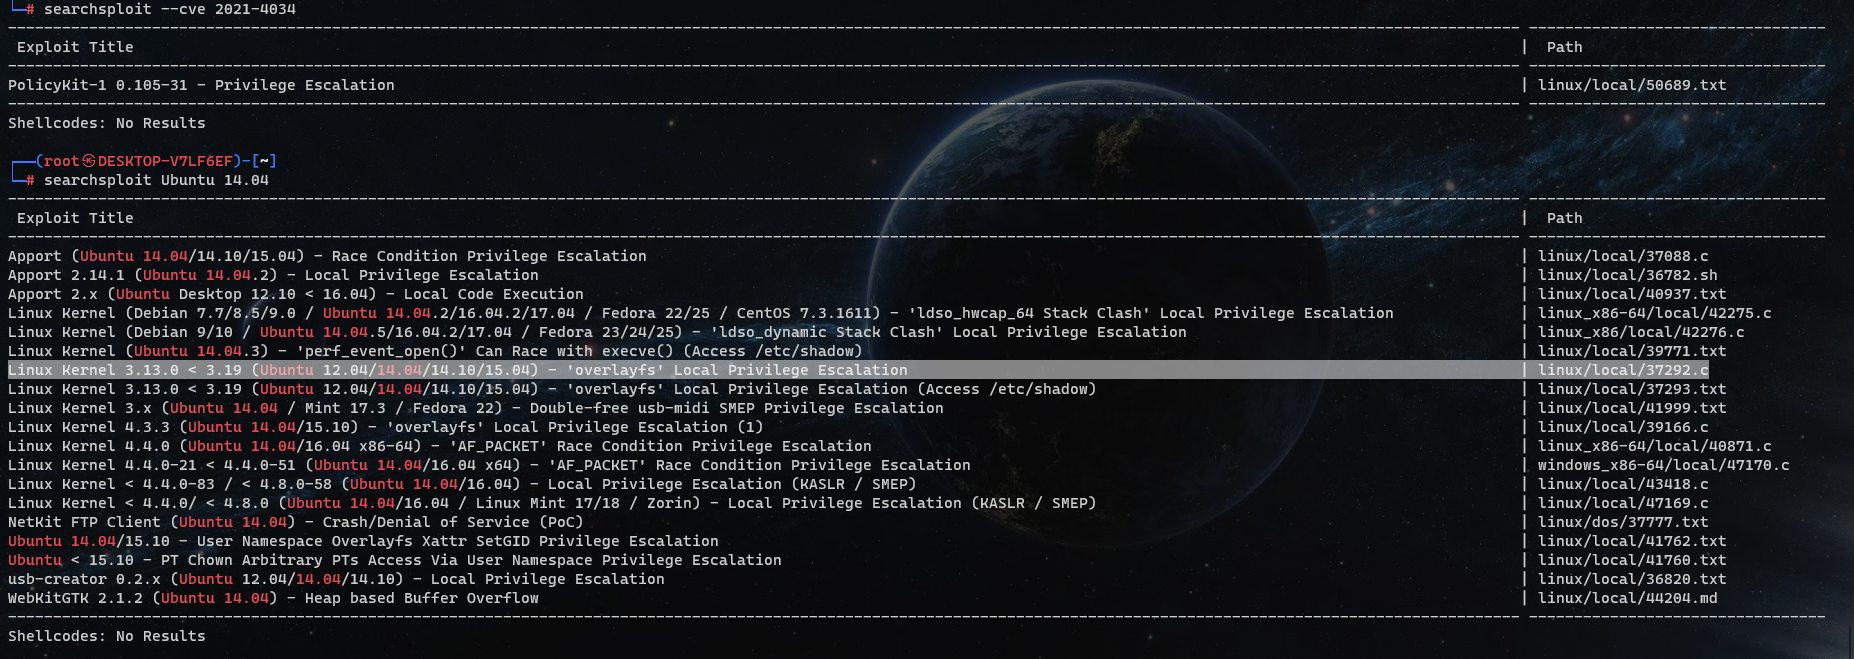 └─# searchsploit --cve 2021-4034
Exploit Title | Path
PolicyKit-1 0.105-31 - Privilege Escalation | linux/local/50689.txt
Shellcodes: No Results
┌──(root㉿DESKTOP-V7LF6EF)-[~]
└─# searchsploit Ubuntu 14.04
Exploit Title | Path
Apport (Ubuntu 14.04/14.10/15.04) - Race Condition Privilege Escalation | linux/local/37088.c
Apport 2.14.1 (Ubuntu 14.04.2) - Local Privilege Escalation | linux/local/36782.sh
Apport 2.x (Ubuntu Desktop 12.10 < 16.04) - Local Code Execution | linux/local/40937.txt
Linux Kernel (Debian 7.7/8.5/9.0 / Ubuntu 14.04.2/16.04.2/17.04 / Fedora 22/25 / CentOS 7.3.1611) - 'ldso_hwcap_64 Stack Clash' Local Privilege Escalation | linux_x86-64/local/42275.c
Linux Kernel (Debian 9/10 / Ubuntu 14.04.5/16.04.2/17.04 / Fedora 23/24/25) - 'ldso_dynamic Stack Clash' Local Privilege Escalation | linux_x86/local/42276.c
Linux Kernel (Ubuntu 14.04.3) - 'perf_event_open()' Can Race with execve() (Access /etc/shadow) | linux/local/39771.txt
Linux Kernel 3.13.0 < 3.19 (Ubuntu 12.04/14.04/14.10/15.04) - 'overlayfs' Local Privilege Escalation | linux/local/37292.c
Linux Kernel 3.13.0 < 3.19 (Ubuntu 12.04/14.04/14.10/15.04) - 'overlayfs' Local Privilege Escalation (Access /etc/shadow) | linux/local/37293.txt
Linux Kernel 3.x (Ubuntu 14.04 / Mint 17.3 / Fedora 22) - Double-free usb-midi SMEP Privilege Escalation | linux/local/41999.txt
Linux Kernel 4.3.3 (Ubuntu 14.04/15.10) - 'overlayfs' Local Privilege Escalation (1) | linux/local/39166.c
Linux Kernel 4.4.0 (Ubuntu 14.04/16.04 x86-64) - 'AF_PACKET' Race Condition Privilege Escalation | linux_x86-64/local/40871.c
Linux Kernel 4.4.0-21 < 4.4.0-51 (Ubuntu 14.04/16.04 x64) - 'AF_PACKET' Race Condition Privilege Escalation | windows_x86-64/local/47170.c
Linux Kernel < 4.4.0-83 / < 4.8.0-58 (Ubuntu 14.04/16.04) - Local Privilege Escalation (KASLR / SMEP) | linux/local/43418.c
Linux Kernel < 4.4.0/ < 4.8.0 (Ubuntu 14.04/16.04 / Linux Mint 17/18 / Zorin) - Local Privilege Escalation (KASLR / SMEP) | linux/local/47169.c
NetKit FTP Client (Ubuntu 14.04) - Crash/Denial of Service (PoC) | linux/dos/37777.txt
Ubuntu 14.04/15.10 - User Namespace Overlayfs Xattr SetGID Privilege Escalation | linux/local/41762.txt
Ubuntu < 15.10 - PT Chown Arbitrary PTs Access Via User Namespace Privilege Escalation | linux/local/41760.txt
usb-creator 0.2.x (Ubuntu 12.04/14.04/14.10) - Local Privilege Escalation | linux/local/36820.txt
WebKitGTK 2.1.2 (Ubuntu 14.04) - Heap based Buffer Overflow | linux/local/44204.md
Shellcodes: No Results